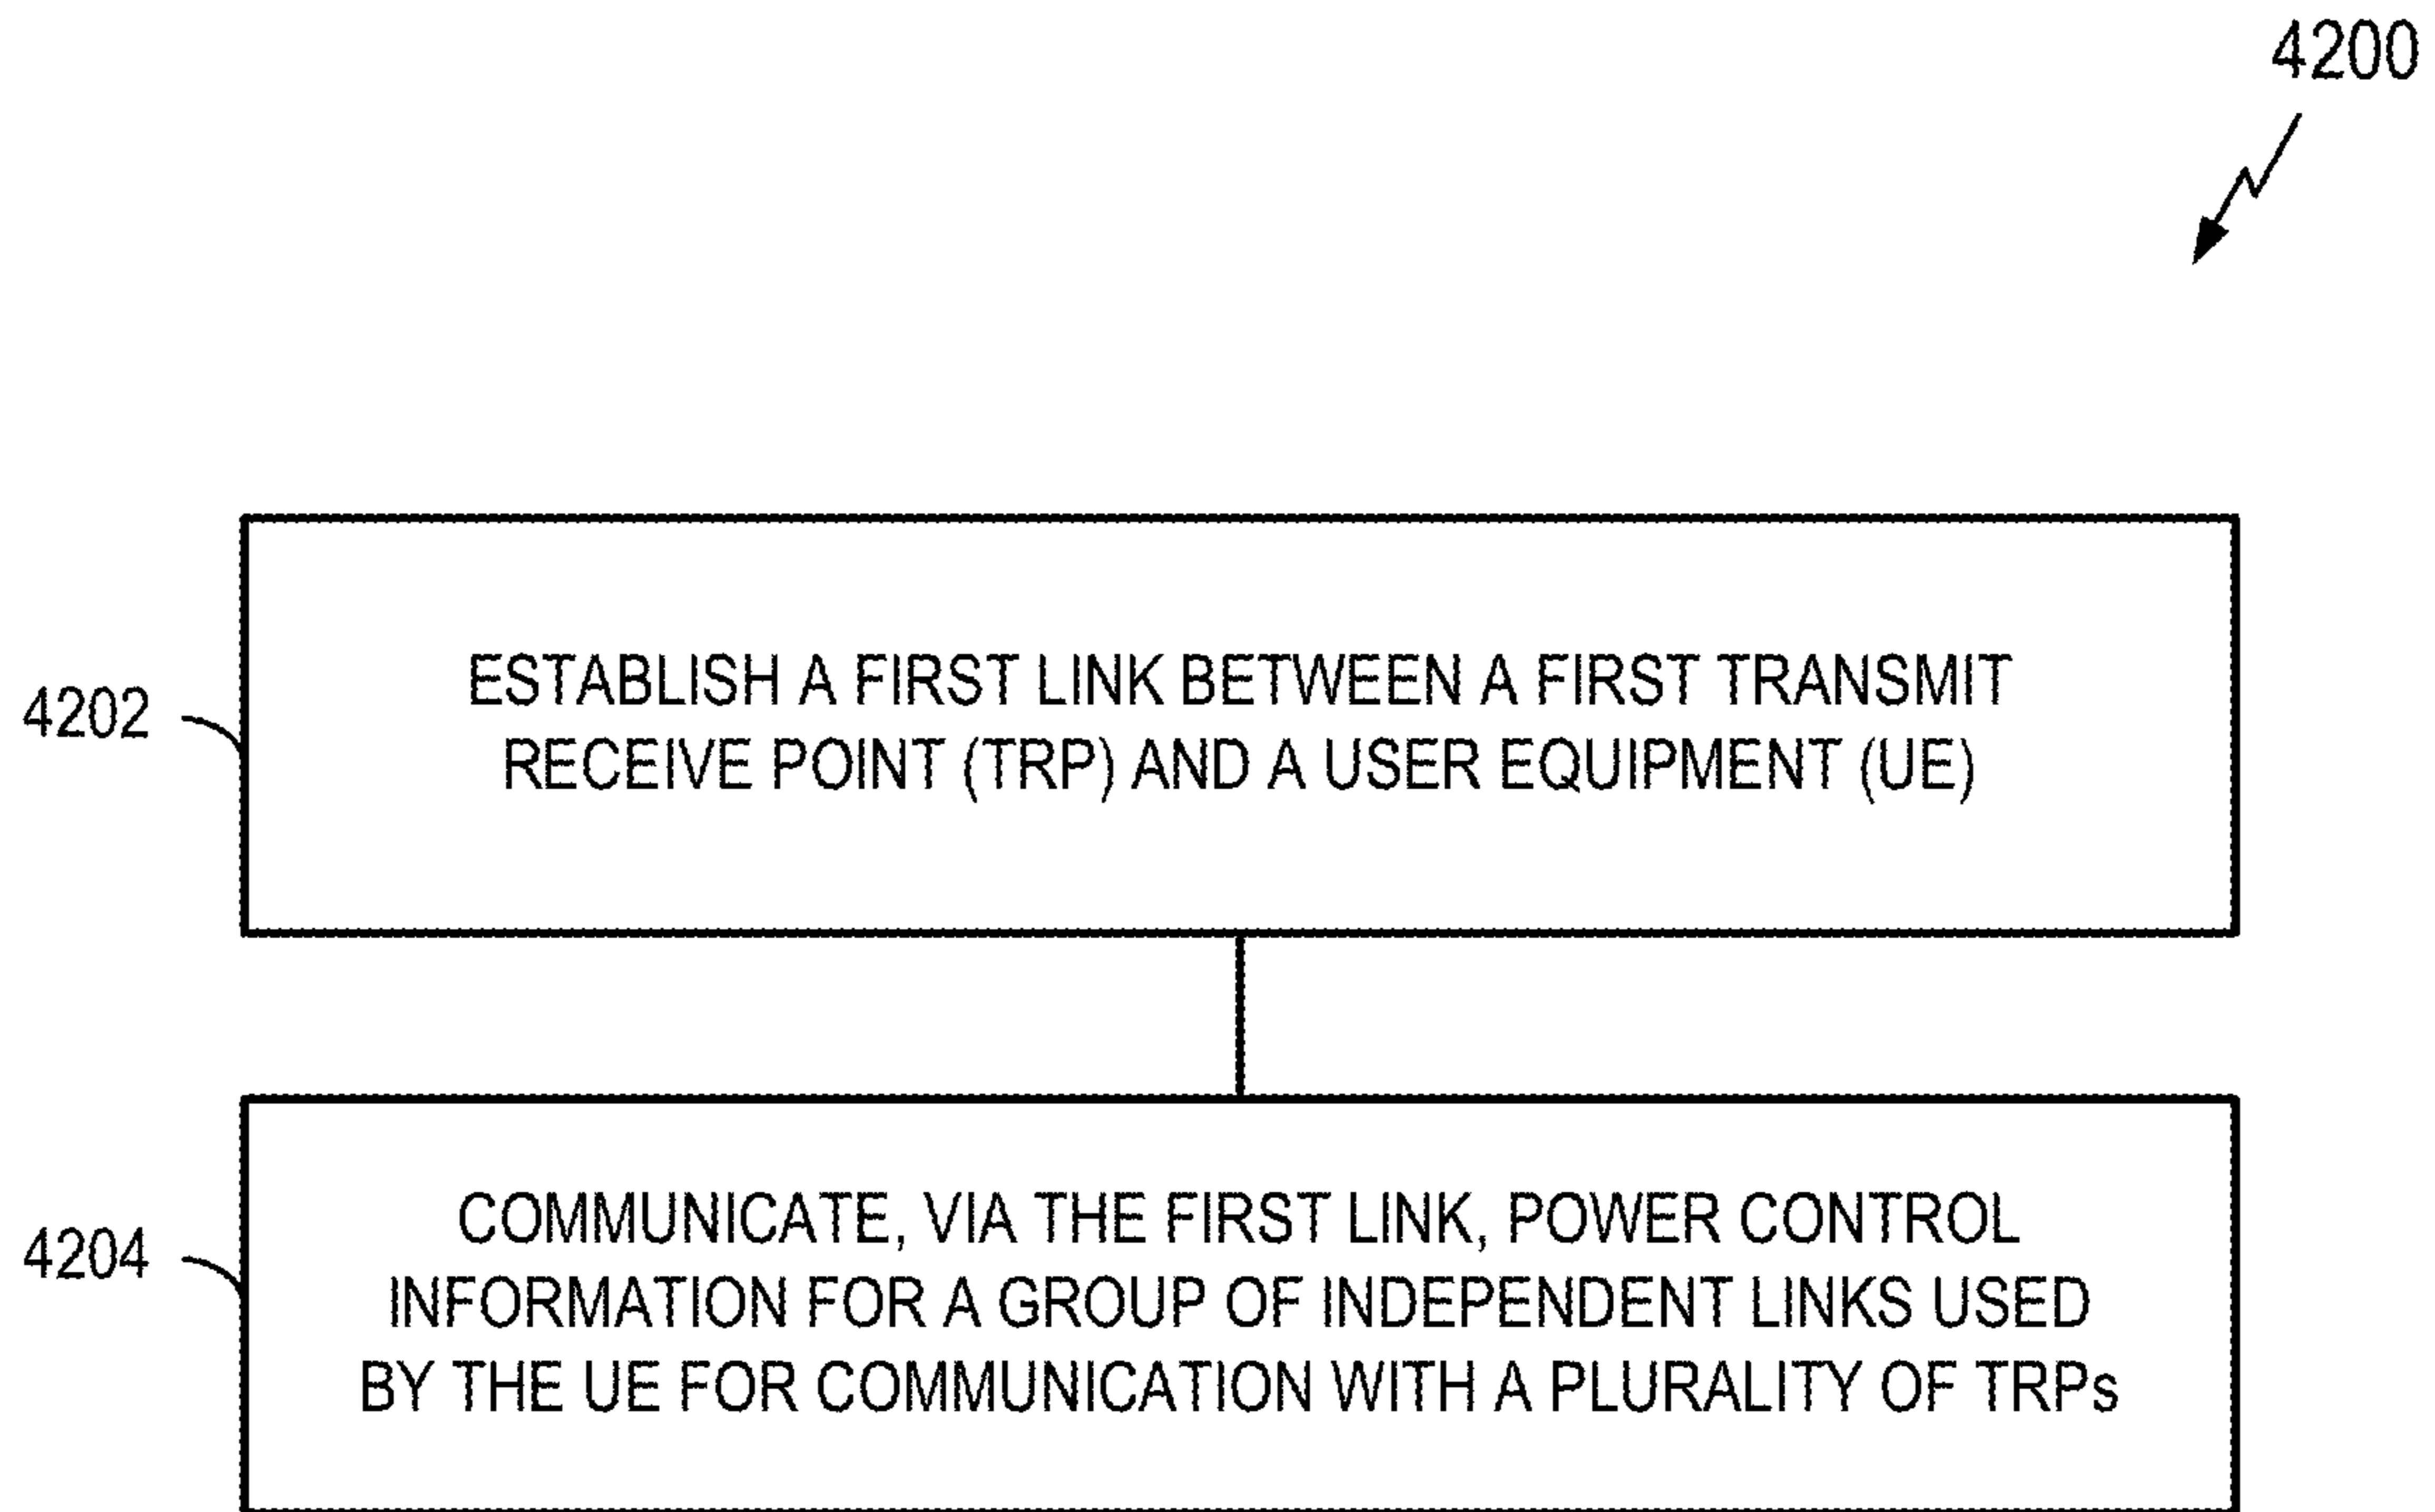 4200
4202
ESTABLISH A FIRST LINK BETWEEN A FIRST TRANSMIT
RECEIVE POINT (TRP) AND A USER EQUIPMENT (UE)
4204
COMMUNICATE, VIA THE FIRST LINK, POWER CONTROL
INFORMATION FOR A GROUP OF INDEPENDENT LINKS USED
BY THE UE FOR COMMUNICATION WITH A PLURALITY OF TRPs